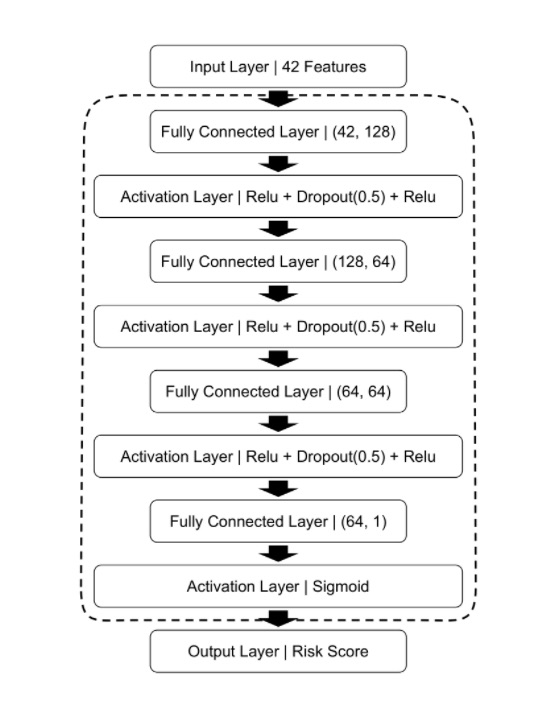 Input Layer | 42 Features
Fully Connected Layer | (42, 128)
Activation Layer | Relu + Dropout(0.5) + Relu
Fully Connected Layer | (128, 64)
Activation Layer | Relu + Dropout(0.5) + Relu
Fully Connected Layer | (64, 64)
Activation Layer | Relu + Dropout(0.5) + Relu
Fully Connected Layer | (64, 1)
Activation Layer | Sigmoid
Output Layer | Risk Score